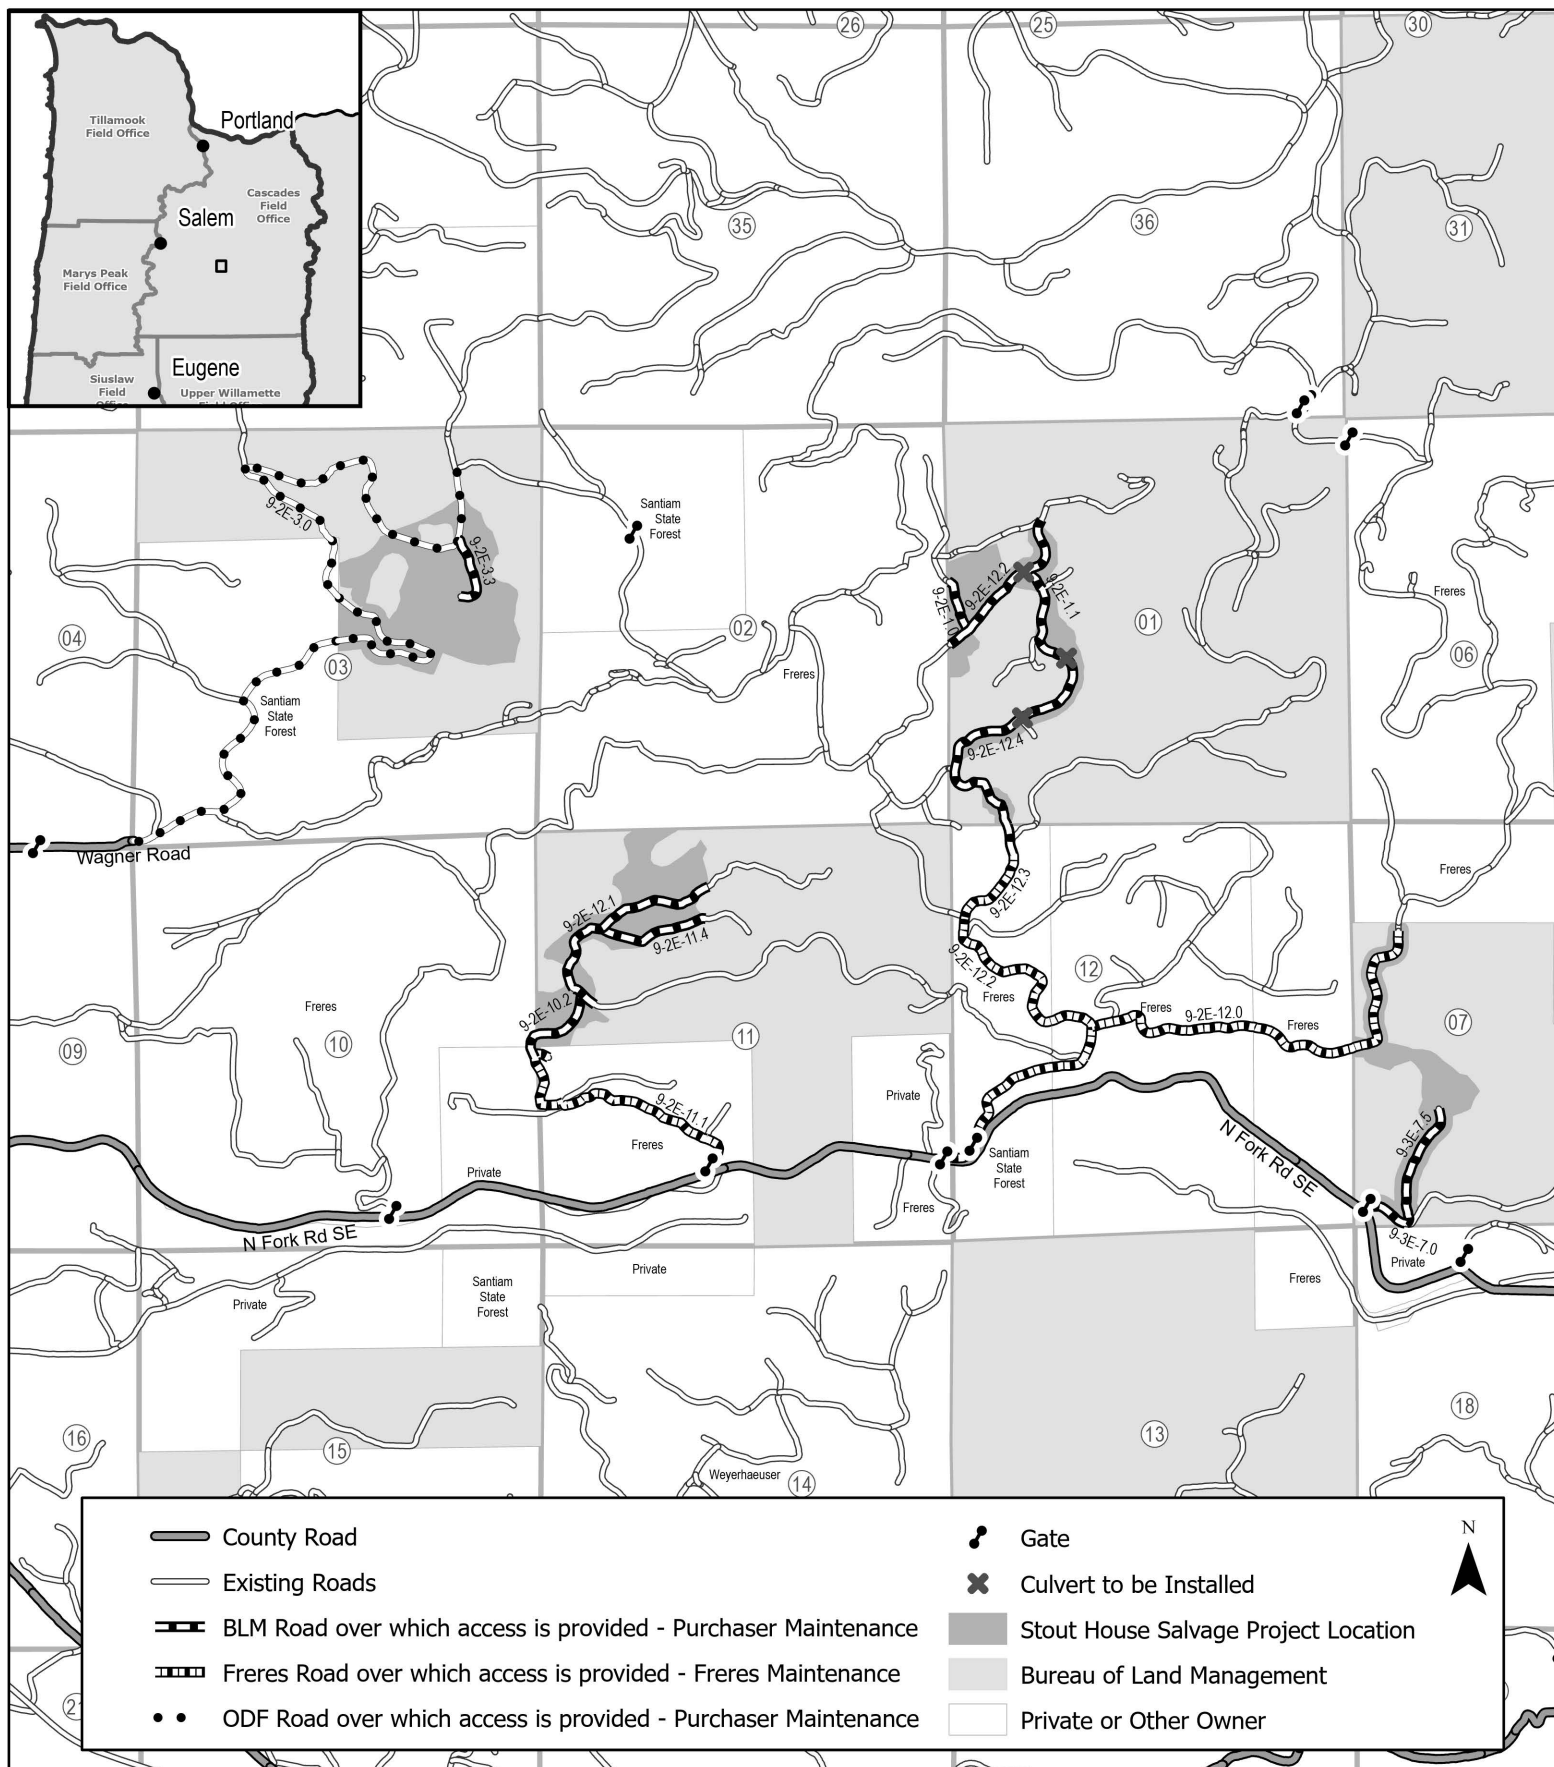 Tillamook
Field Office
Portland
Cascades
Field
Office
Salem
Marys Peak
Field Office
Eugene
Siuslaw
Field
Upper Willamette
26
25
30
35
36
31
9-2E-3.0
9-2E-3.3
Santiam
State
Forest
04
03
02
Freres
Santiam
State
Forest
9-2E-12.2
9-2E-1.0
9-2E-1.1
01
9-2E-12.4
Freres
06
Wagner Road
9-2E-12.1
9-2E-11.4
9-2E-12.3
Freres
9-2E-10.2
9-2E-12.2
Freres
12
Freres
9-2E-12.0
Freres
07
09
Freres
10
11
9-2E-11.1
Freres
Private
Private
Santiam
State
Forest
Freres
N Fork Rd SE
9-3E-7.5
9-3E-7.0
Private
N Fork Rd SE
Private
Private
Santiam
State
Forest
Freres
16
15
Weyerhaeuser
14
13
18
County Road
Existing Roads
BLM Road over which access is provided - Purchaser Maintenance
Freres Road over which access is provided - Freres Maintenance
ODF Road over which access is provided - Purchaser Maintenance
Gate
Culvert to be Installed
Stout House Salvage Project Location
Bureau of Land Management
Private or Other Owner
N